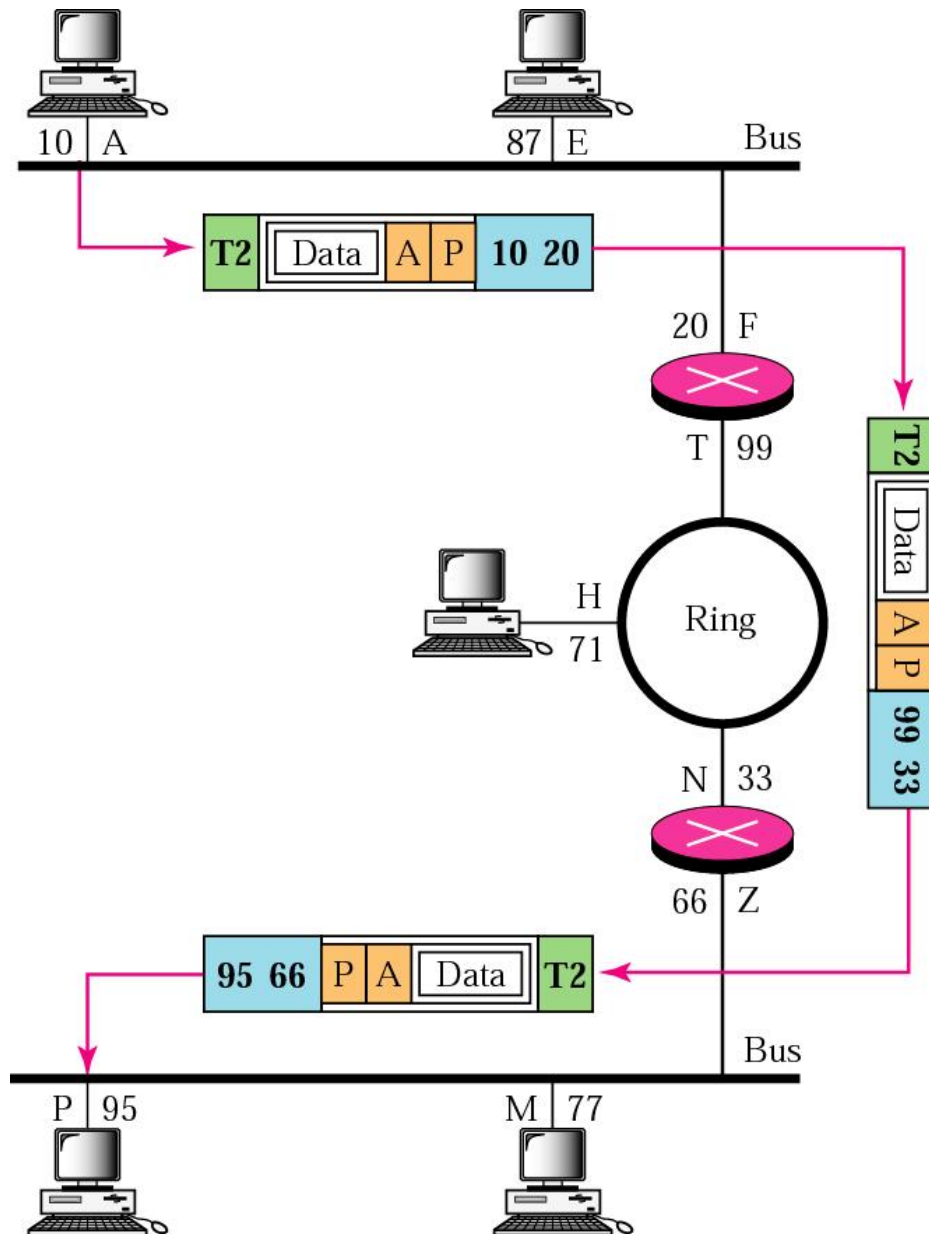 10 A
87 E
Bus
T2 Data A P 10 20
20 F
T 99
T2 Data A P 99 33
H
71
Ring
N 33
66 Z
95 66 P A Data T2
Bus
P 95
M 77